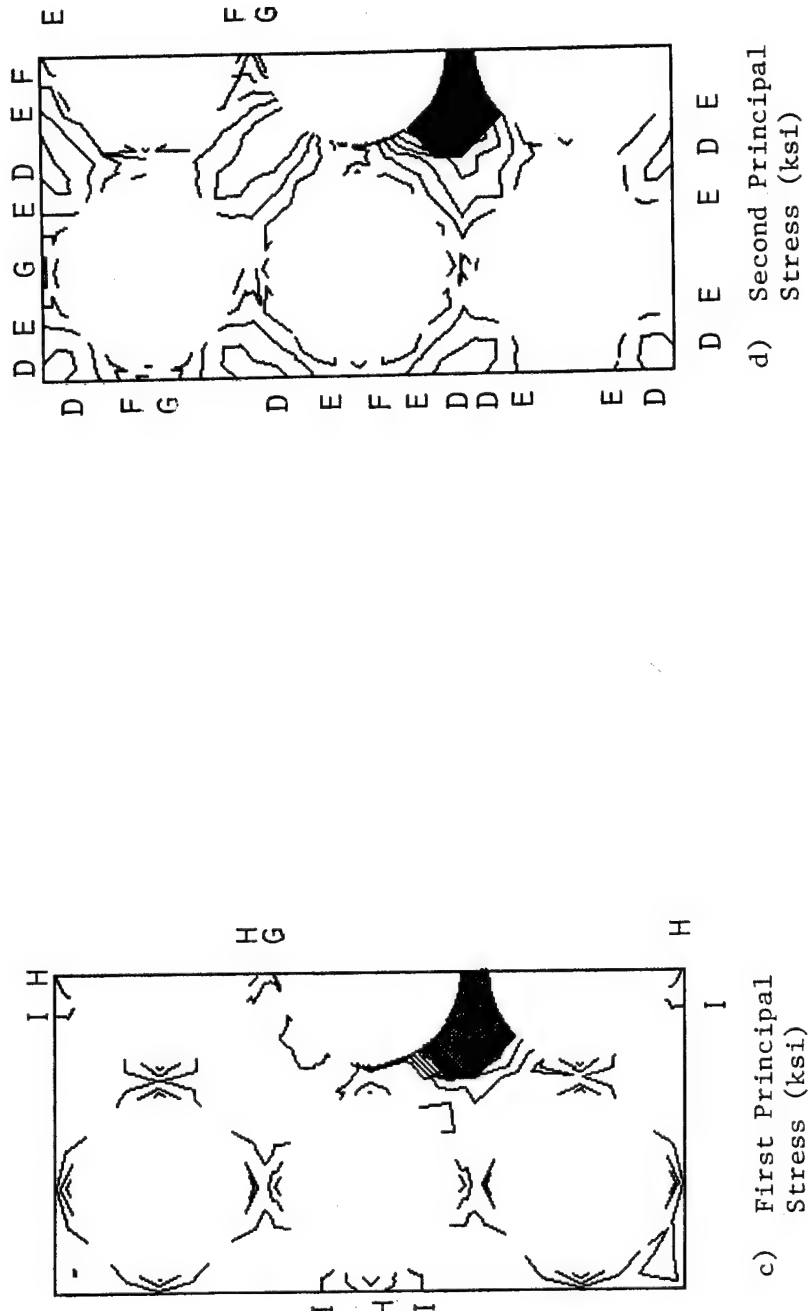 I H
H
G
I
H
I
H
I
c) First Principal
Stress (ksi)
D E G E D E F
E
F
G
D
F
G
D
E
F
E
D
D
E
E
D
D E E D E
d) Second Principal
Stress (ksi)